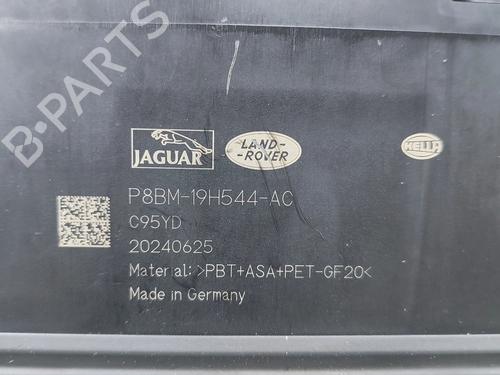 B-PARTS
JAGUAR
LAND-
-ROVER
HELLA
P8BM-19H544-AC
C95YD
20240625
Material: >PBT+ASA+PET-GF20<
Made in Germany